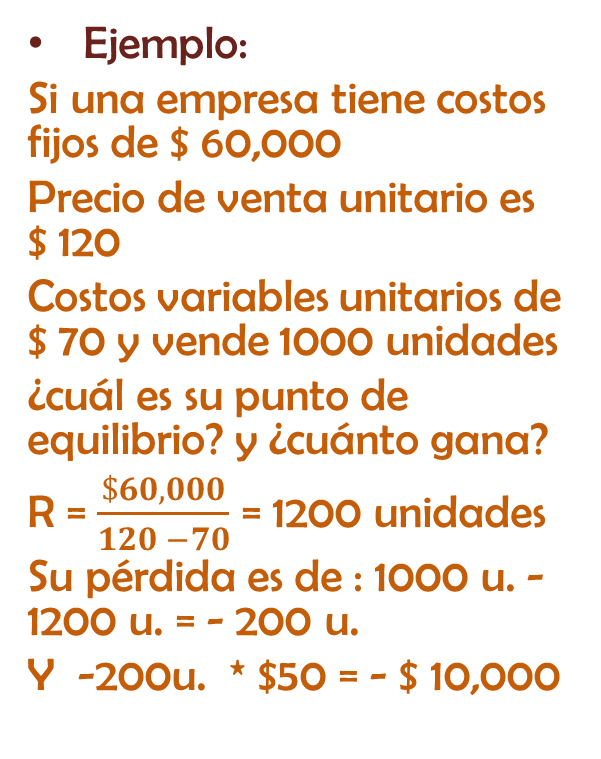 • Ejemplo:
Si una empresa tiene costos
fijos de $ 60,000
Precio de venta unitario es
$ 120
Costos variables unitarios de
$ 70 y vende 1000 unidades
¿cuál es su punto de
equilibrio? y ¿cuánto gana?
R = $60,000 / 120 −70 = 1200 unidades
Su pérdida es de : 1000 u. -
1200 u. = - 200 u.
Y -200u. * $50 = - $ 10,000